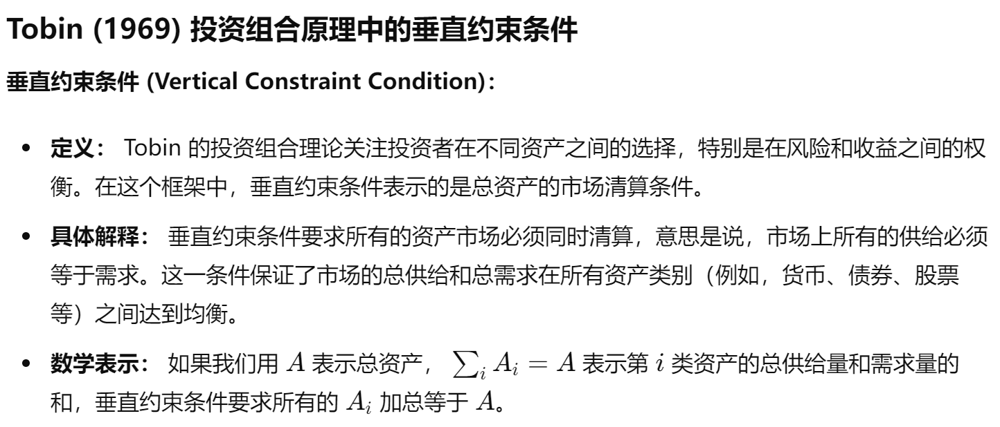 Tobin (1969) 投资组合原理中的垂直约束条件
垂直约束条件 (Vertical Constraint Condition)：
• 定义： Tobin 的投资组合理论关注投资者在不同资产之间的选择，特别是在风险和收益之间的权
衡。在这个框架中，垂直约束条件表示的是总资产的市场清算条件。
• 具体解释： 垂直约束条件要求所有的资产市场必须同时清算，意思是说，市场上所有的供给必须
等于需求。这一条件保证了市场的总供给和总需求在所有资产类别（例如，货币、债券、股票
等）之间达到均衡。
• 数学表示： 如果我们用 A 表示总资产， ∑ᵢ Aᵢ = A 表示第 i 类资产的总供给量和需求量的
和，垂直约束条件要求所有的 Aᵢ 加总等于 A。